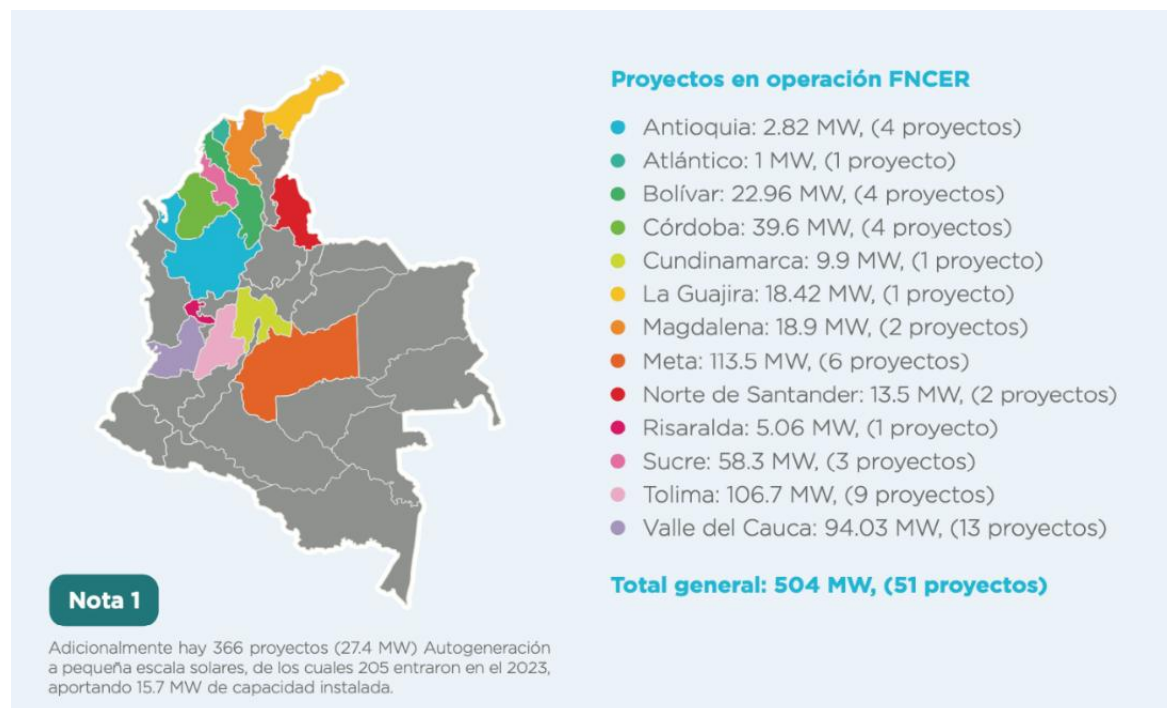 Proyectos en operación FNCER
Antioquia: 2.82 MW, (4 proyectos)
Atlántico: 1 MW, (1 proyecto)
Bolívar: 22.96 MW, (4 proyectos)
Córdoba: 39.6 MW, (4 proyectos)
Cundinamarca: 9.9 MW, (1 proyecto)
La Guajira: 18.42 MW, (1 proyecto)
Magdalena: 18.9 MW, (2 proyectos)
Meta: 113.5 MW, (6 proyectos)
Norte de Santander: 13.5 MW, (2 proyectos)
Risaralda: 5.06 MW, (1 proyecto)
Sucre: 58.3 MW, (3 proyectos)
Tolima: 106.7 MW, (9 proyectos)
Valle del Cauca: 94.03 MW, (13 proyectos)
Total general: 504 MW, (51 proyectos)
Nota 1
Adicionalmente hay 366 proyectos (27.4 MW) Autogeneración
a pequeña escala solares, de los cuales 205 entraron en el 2023,
aportando 15.7 MW de capacidad instalada.